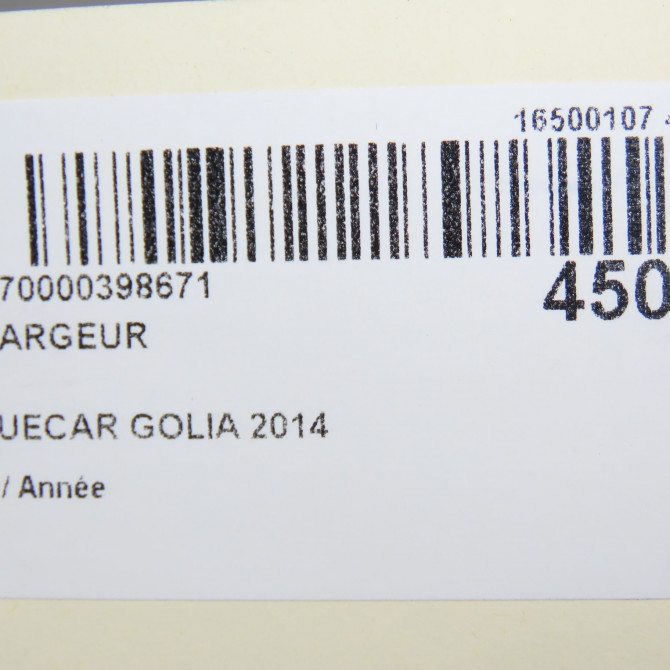 16500107
70000398671
450
ARGEUR
UECAR GOLIA 2014
/ Année